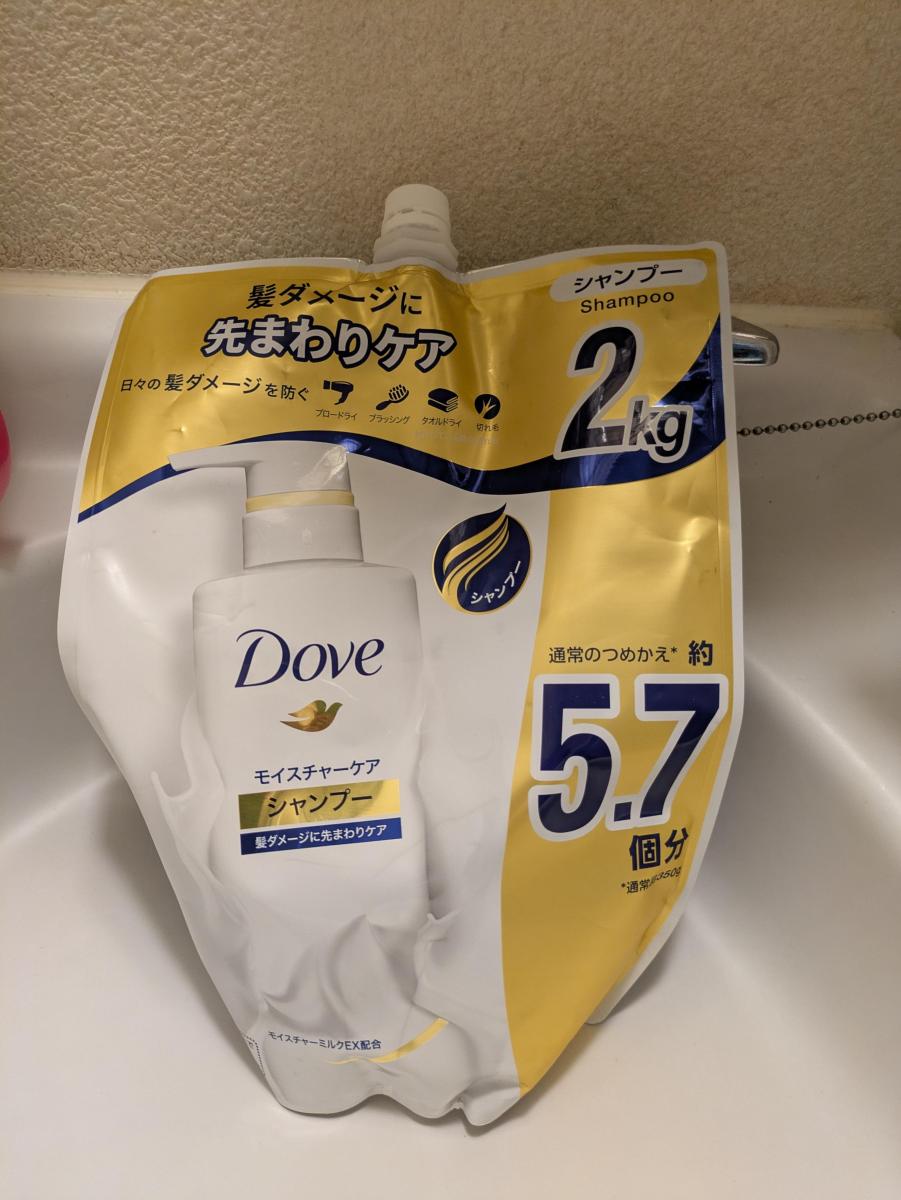 髪ダメージに
先まわりケア
日々の 髪ダメージを防ぐ
ブロードライ ブラッシング タオルドライ 切れ毛
シャンプー
Shampoo
2kg
シャンプー
Dove
モイスチャーケア
シャンプー
髪ダメージに先まわりケア
通常のつめかえ* 約
5.7
個分
*通常 350g
モイスチャーミルクEX配合